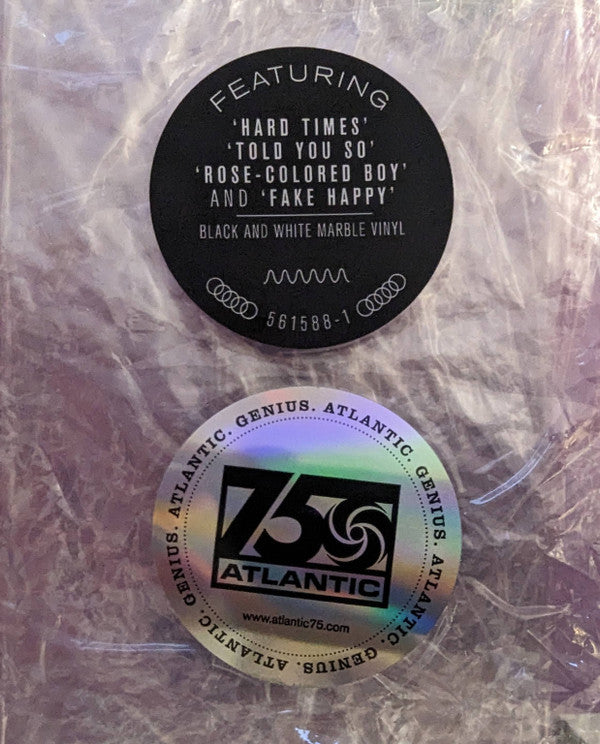 FEATURING
'HARD TIMES'
'TOLD YOU SO'
'ROSE-COLORED BOY'
AND 'FAKE HAPPY'
BLACK AND WHITE MARBLE VINYL
561588-1
ATLANTIC. GENIUS. ATLANTIC. GENIUS. ATLANTIC. GENIUS. ATLANTIC. GENIUS.
75
ATLANTIC
www.atlantic75.com